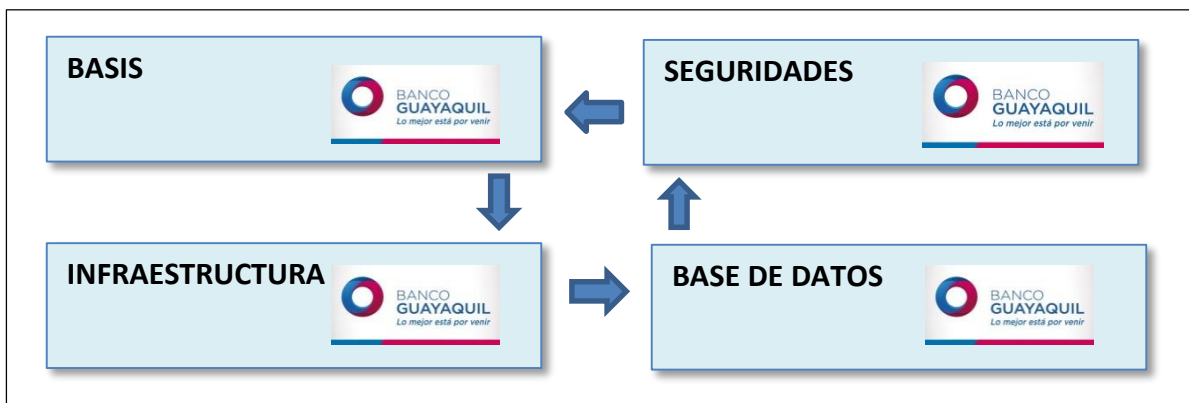 BASIS
BANCO
GUAYAQUIL
Lo mejor está por venir
SEGURIDADES
BANCO
GUAYAQUIL
Lo mejor está por venir
INFRAESTRUCTURA
BANCO
GUAYAQUIL
Lo mejor está por venir
BASE DE DATOS
BANCO
GUAYAQUIL
Lo mejor está por venir